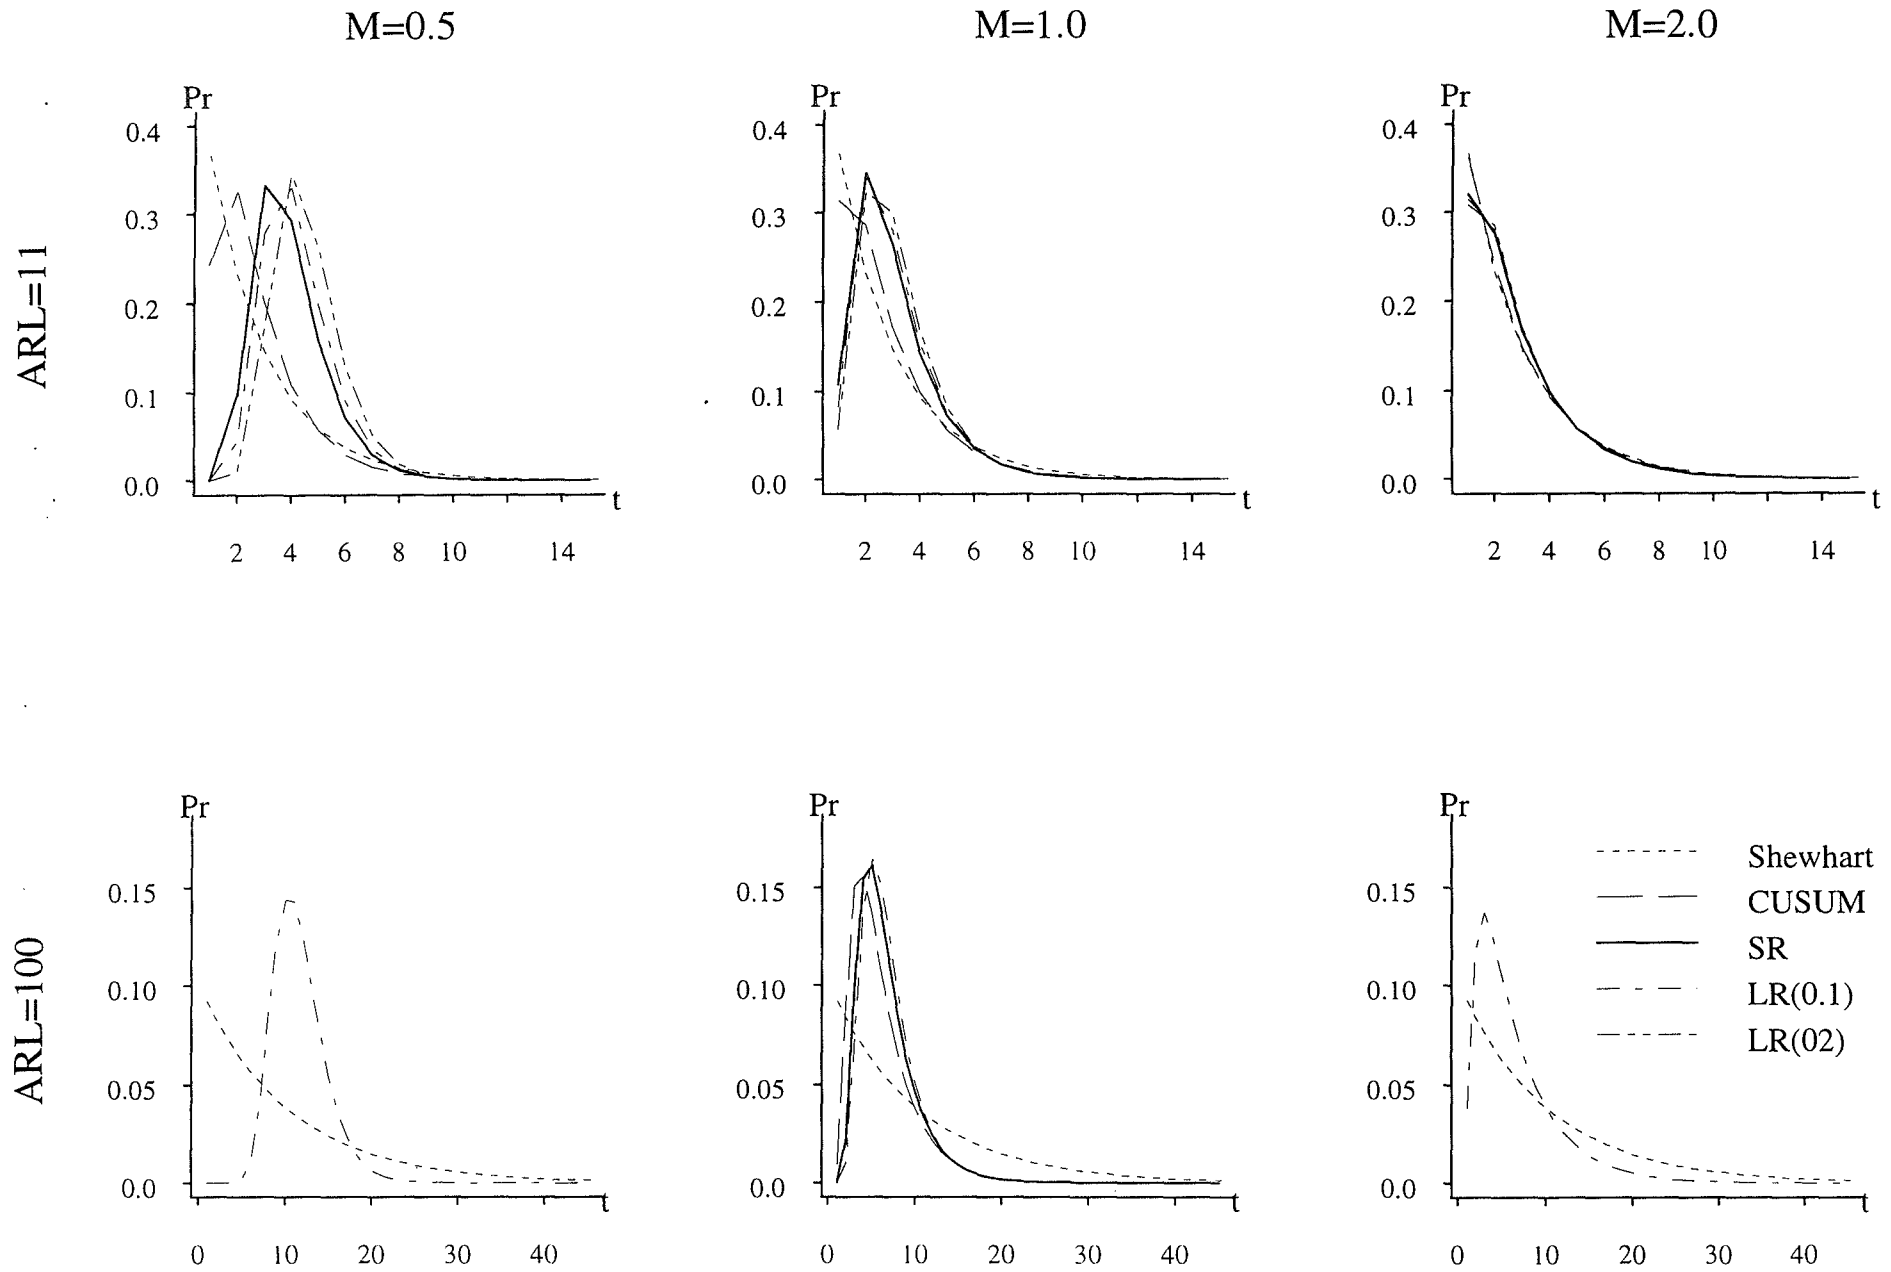 M=0.5 M=1.0 M=2.0
ARL=11
Pr Pr Pr
0.4 0.4 0.4
0.3 0.3 0.3
0.2 0.2 0.2
0.1 0.1 0.1
0.0 0.0 0.0
t t t
2 4 6 8 10 14 2 4 6 8 10 14 2 4 6 8 10 14
ARL=100
Pr Pr Pr
0.15 0.15 0.15
0.10 0.10 0.10
0.05 0.05 0.05
0.0 0.0 0.0
Shewhart
CUSUM
SR
LR(0.1)
LR(02)
t t t
0 10 20 30 40 0 10 20 30 40 0 10 20 30 40